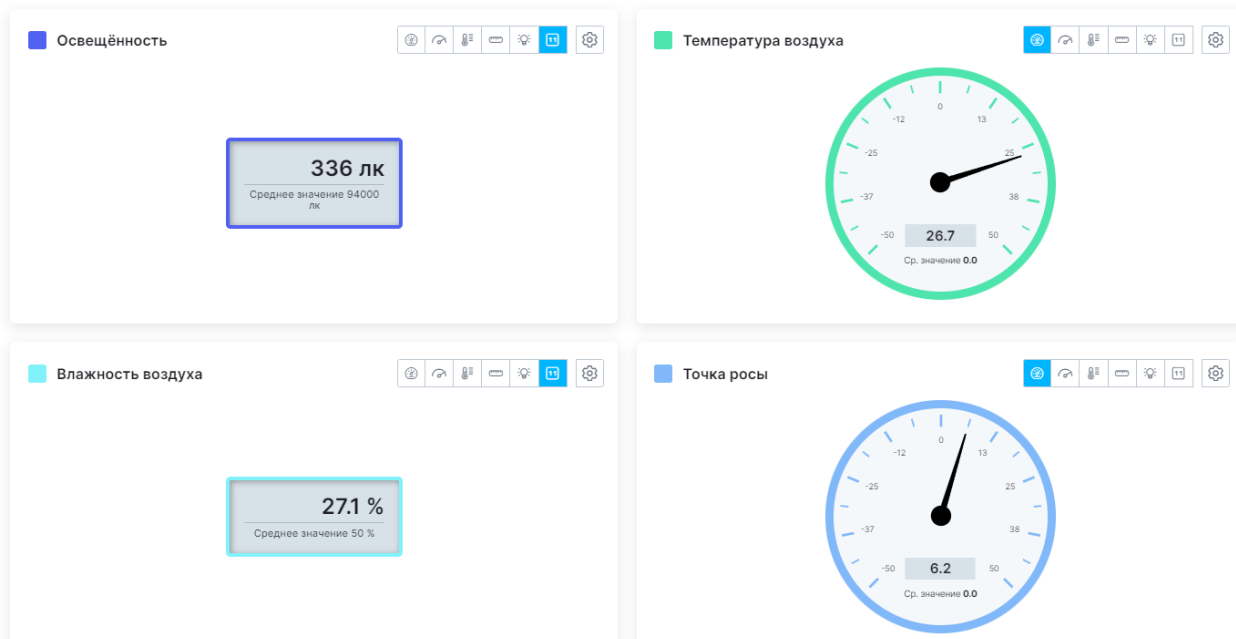 Освещённость
336 лк
Среднее значение 94000
лк
Температура воздуха
0
-12
13
-25
25
-37
38
-50
50
26.7
Ср. значение 0.0
Влажность воздуха
27.1 %
Среднее значение 50 %
Точка росы
0
-12
13
-25
25
-37
38
-50
50
6.2
Ср. значение 0.0